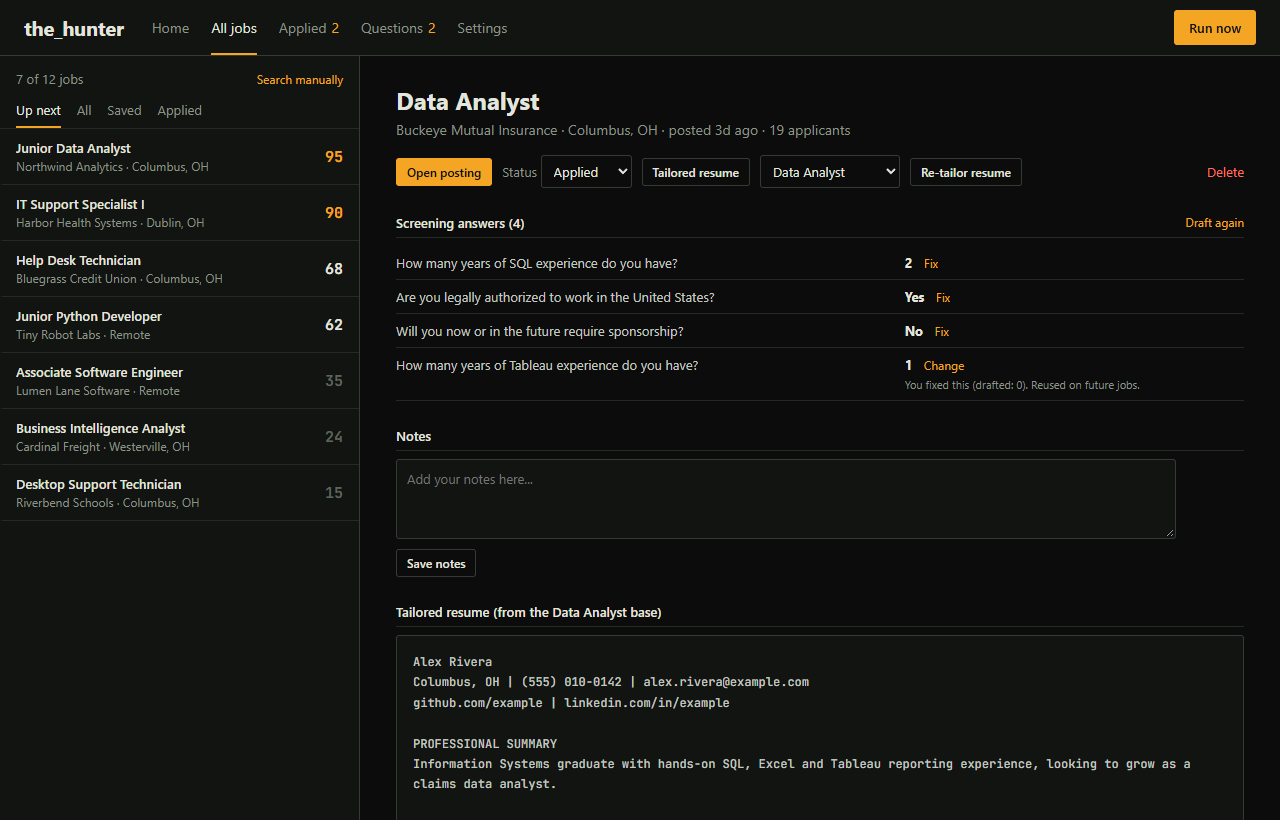 the_hunter
Home
All jobs
Applied 2
Questions 2
Settings
Run now
7 of 12 jobs
Search manually
Up next
All
Saved
Applied
Junior Data Analyst
Northwind Analytics · Columbus, OH
95
IT Support Specialist I
Harbor Health Systems · Dublin, OH
90
Help Desk Technician
Bluegrass Credit Union · Columbus, OH
68
Junior Python Developer
Tiny Robot Labs · Remote
62
Associate Software Engineer
Lumen Lane Software · Remote
35
Business Intelligence Analyst
Cardinal Freight · Westerville, OH
24
Desktop Support Technician
Riverbend Schools · Columbus, OH
15
Data Analyst
Buckeye Mutual Insurance · Columbus, OH · posted 3d ago · 19 applicants
Open posting
Status
Applied
Tailored resume
Data Analyst
Re-tailor resume
Delete
Screening answers (4)
Draft again
How many years of SQL experience do you have?
2 Fix
Are you legally authorized to work in the United States?
Yes Fix
Will you now or in the future require sponsorship?
No Fix
How many years of Tableau experience do you have?
1 Change
You fixed this (drafted: 0). Reused on future jobs.
Notes
Add your notes here...
Save notes
Tailored resume (from the Data Analyst base)
Alex Rivera
Columbus, OH | (555) 010-0142 | alex.rivera@example.com
github.com/example | linkedin.com/in/example
PROFESSIONAL SUMMARY
Information Systems graduate with hands-on SQL, Excel and Tableau reporting experience, looking to grow as a
claims data analyst.